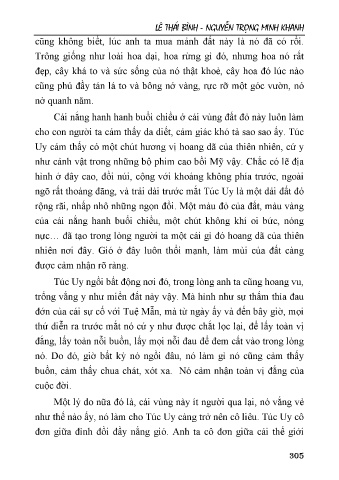 LÊ THÁI BÌNH - NGUYỄN TRỌNG MINH KHANH
cũng không biết, lúc anh ta mua mảnh đất này là nó đã có rồi.
Trông giống như loài hoa dại, hoa rừng gì đó, nhưng hoa nó rất
đẹp, cây khá to và sức sống của nó thật khoẻ, cây hoa đó lúc nào
cũng phủ đầy tán lá to và bông nở vàng, rực rỡ một góc vườn, nó
nở quanh năm.
Cái nắng hanh hanh buổi chiều ở cái vùng đất đó này luôn làm
cho con người ta cảm thấy da diết, cảm giác khó tả sao sao ấy. Túc
Uy cảm thấy có một chút hương vị hoang dã của thiên nhiên, cứ y
như cảnh vật trong những bộ phim cao bồi Mỹ vậy. Chắc có lẽ địa
hình ở đây cao, đồi núi, cộng với khoảng không phía trước, ngoài
ngõ rất thoáng đãng, và trải dài trước mắt Túc Uy là một dải đất đỏ
rộng rãi, nhấp nhô những ngọn đồi. Một màu đỏ của đất, màu vàng
của cái nắng hanh buổi chiều, một chút không khí oi bức, nóng
nực… đã tạo trong lòng người ta một cái gì đó hoang dã của thiên
nhiên nơi đây. Gió ở đây luôn thổi mạnh, làm mùi của đất càng
được cảm nhận rõ ràng.
Túc Uy ngồi bất động nơi đó, trong lòng anh ta cũng hoang vu,
trống vắng y như miền đất này vậy. Mà hình như sự thấm thía đau
đớn của cái sự cố với Tuệ Mẫn, mà từ ngày ấy và đến bây giờ, mọi
thứ diễn ra trước mắt nó cứ y như được chắt lọc lại, để lấy toàn vị
đắng, lấy toàn nỗi buồn, lấy mọi nỗi đau để đem cất vào trong lòng
nó. Do đó, giờ bất kỳ nó ngồi đâu, nó làm gì nó cũng cảm thấy
buồn, cảm thấy chua chát, xót xa. Nó cảm nhận toàn vị đắng của
cuộc đời.
Một lý do nữa đó là, cái vùng này ít người qua lại, nó vắng vẻ
như thế nào ấy, nó làm cho Túc Uy càng trở nên cô liêu. Túc Uy cô
đơn giữa đỉnh đồi đầy nắng gió. Anh ta cô đơn giữa cái thế giới
305